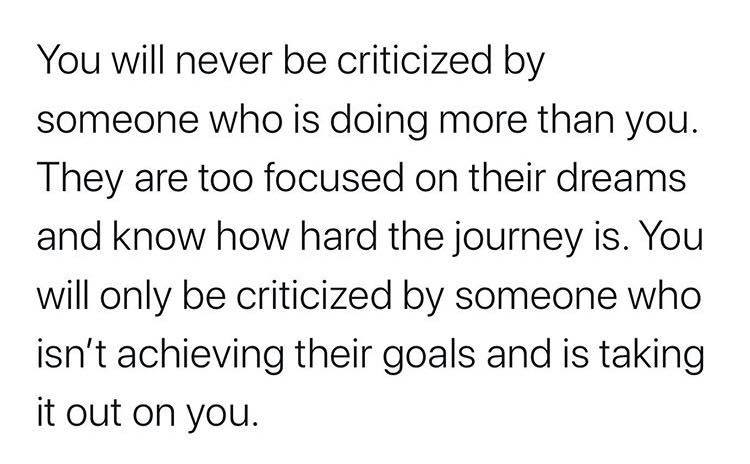 You will never be criticized by
someone who is doing more than you.
They are too focused on their dreams
and know how hard the journey is. You
will only be criticized by someone who
isn’t achieving their goals and is taking
it out on you.